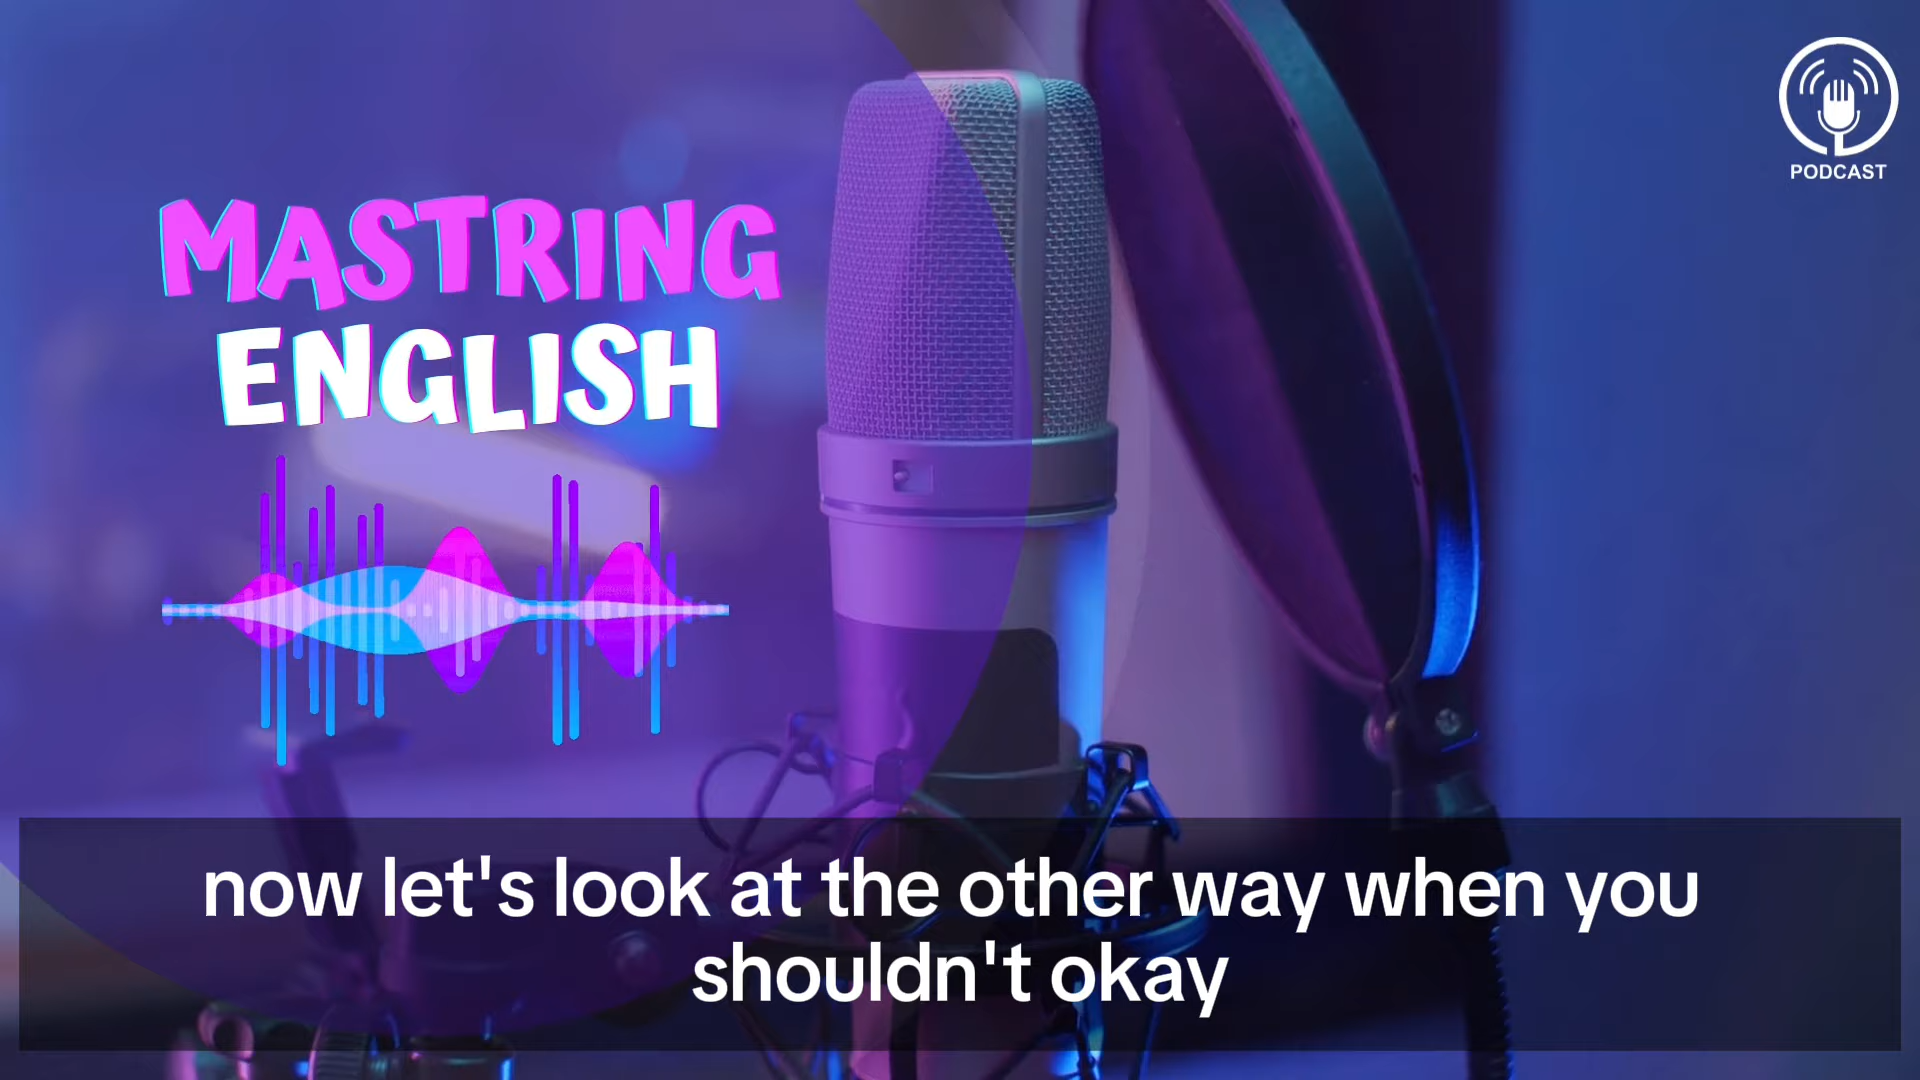 PODCAST
MASTRING
ENGLISH
now let's look at the other way when you
shouldn't okay